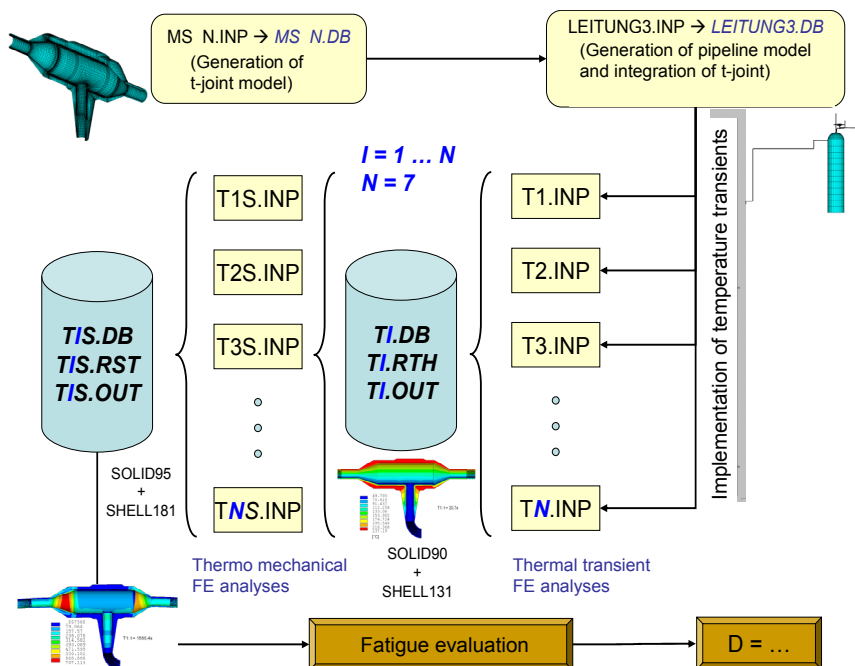 MS N.INP → MS N.DB
(Generation of
t-joint model)
LEITUNG3.INP → LEITUNG3.DB
(Generation of pipeline model
and integration of t-joint)
Implementation of temperature transients
I = 1 ... N
N = 7
T1S.INP
T2S.INP
T3S.INP
TNS.INP
T1.INP
T2.INP
T3.INP
TN.INP
TIS.DB
TIS.RST
TIS.OUT
TI.DB
TI.RTH
TI.OUT
SOLID95
+
SHELL181
SOLID90
+
SHELL131
Thermo mechanical
FE analyses
Thermal transient
FE analyses
Fatigue evaluation
D = ...